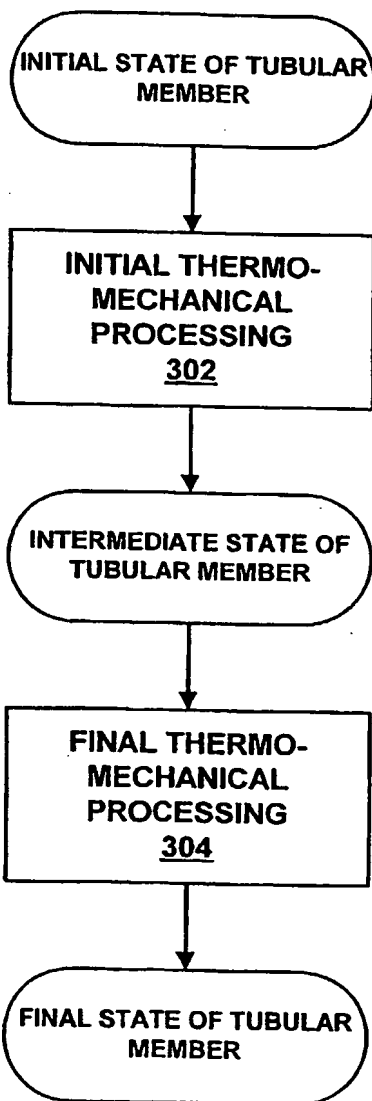 INITIAL STATE OF TUBULAR
MEMBER
INITIAL THERMO-
MECHANICAL
PROCESSING
302
INTERMEDIATE STATE OF
TUBULAR MEMBER
FINAL THERMO-
MECHANICAL
PROCESSING
304
FINAL STATE OF TUBULAR
MEMBER